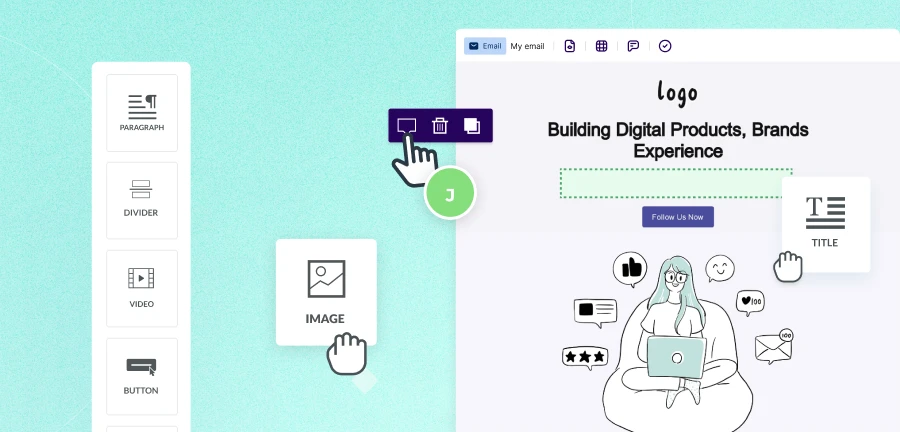 PARAGRAPH
DIVIDER
VIDEO
BUTTON
IMAGE
J
Email
My email
logo
Building Digital Products, Brands
Experience
Follow Us Now
T
TITLE
100
100